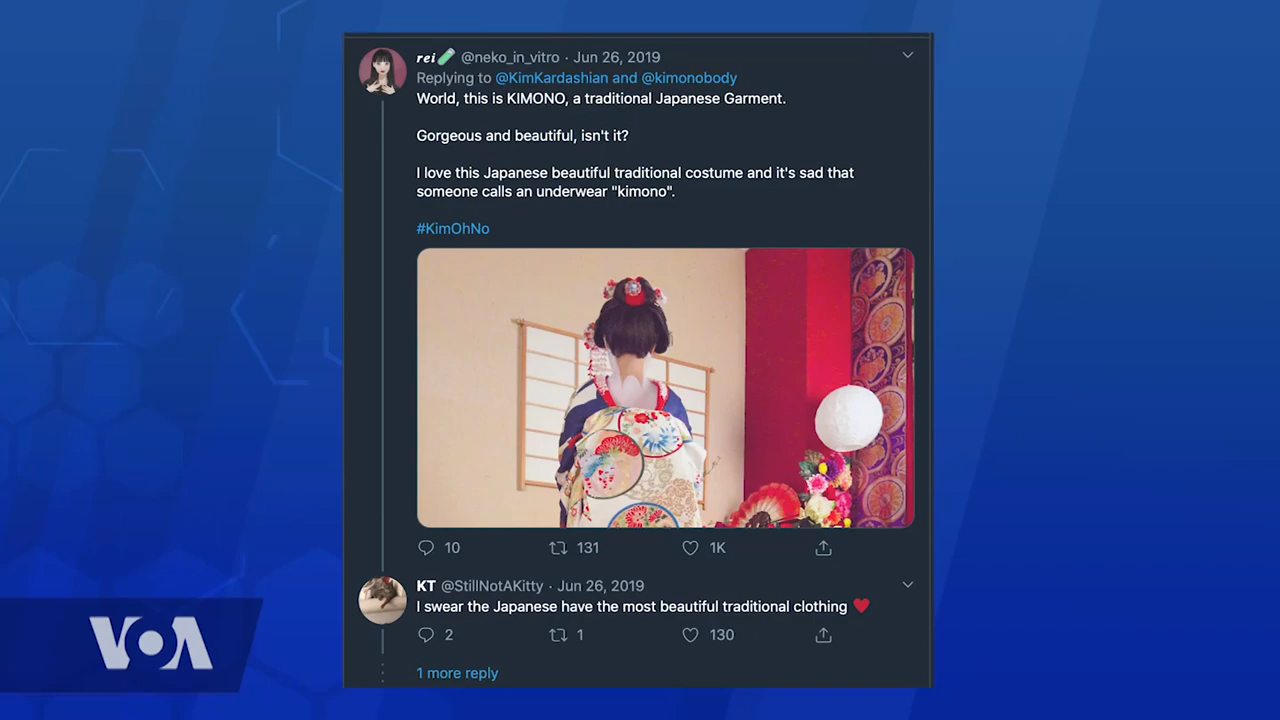 rei @neko_in_vitro · Jun 26, 2019
Replying to @KimKardashian and @kimonobody
World, this is KIMONO, a traditional Japanese Garment.
Gorgeous and beautiful, isn't it?
I love this Japanese beautiful traditional costume and it's sad that
someone calls an underwear "kimono".
#KimOhNo
10 131 1K
KT @StillNotAKitty · Jun 26, 2019
I swear the Japanese have the most beautiful traditional clothing
2 1 130
1 more reply
VOA